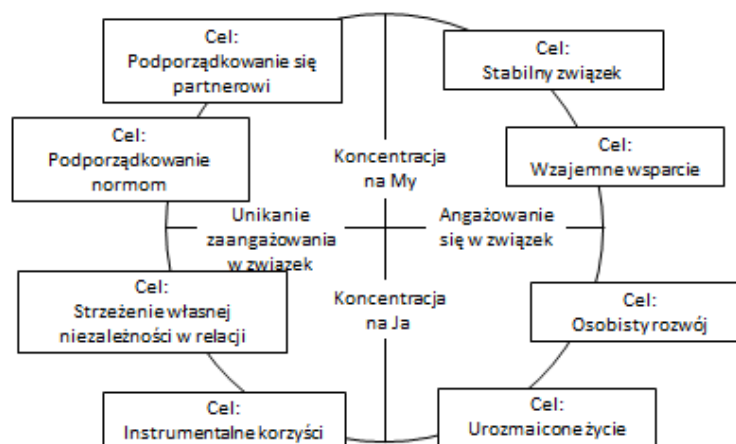 Cel:
Podporządkowanie się
partnerowi
Cel:
Stabilny związek
Cel:
Podporządkowanie
normom
Koncentracja
na My
Cel:
Wzajemne wsparcie
Unikanie
zaangażowania
w związek
Angażowanie
się w związek
Cel:
Strzeżenie własnej
niezależności w relacji
Koncentracja
na Ja
Cel:
Osobisty rozwój
Cel:
Instrumentalne korzyści
Cel:
Urozmaicone życie